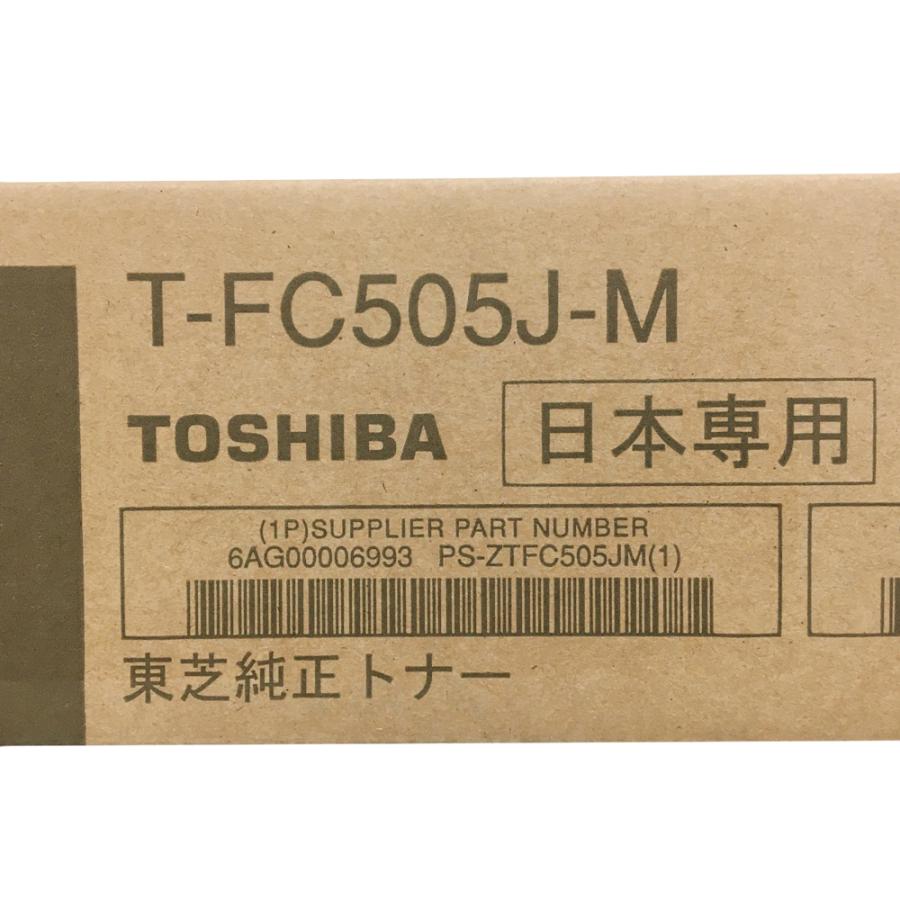 T-FC505J-M
TOSHIBA 日本専用
(1P)SUPPLIER PART NUMBER
6AG00006993 PS-ZTFC505JM(1)
東芝純正トナー